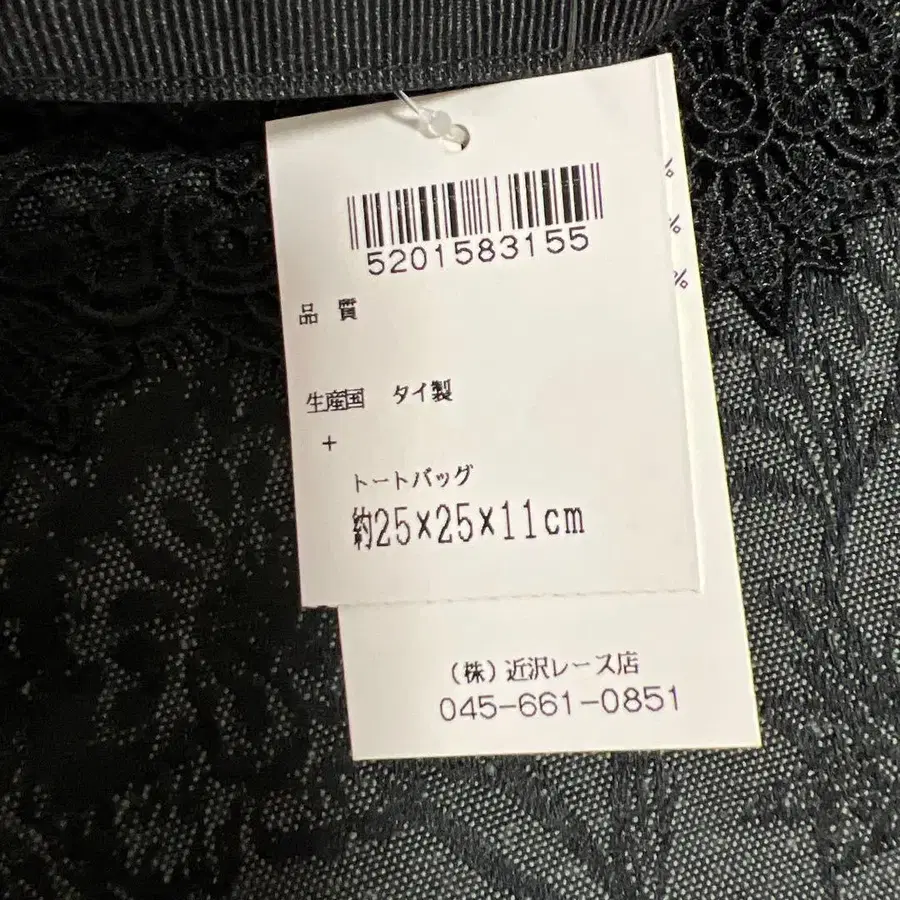 5201583155
%
%
%
品 質
生産国 タイ製
+
トートバッグ
約25×25×11cm
(株)近沢レース店
045-661-0851